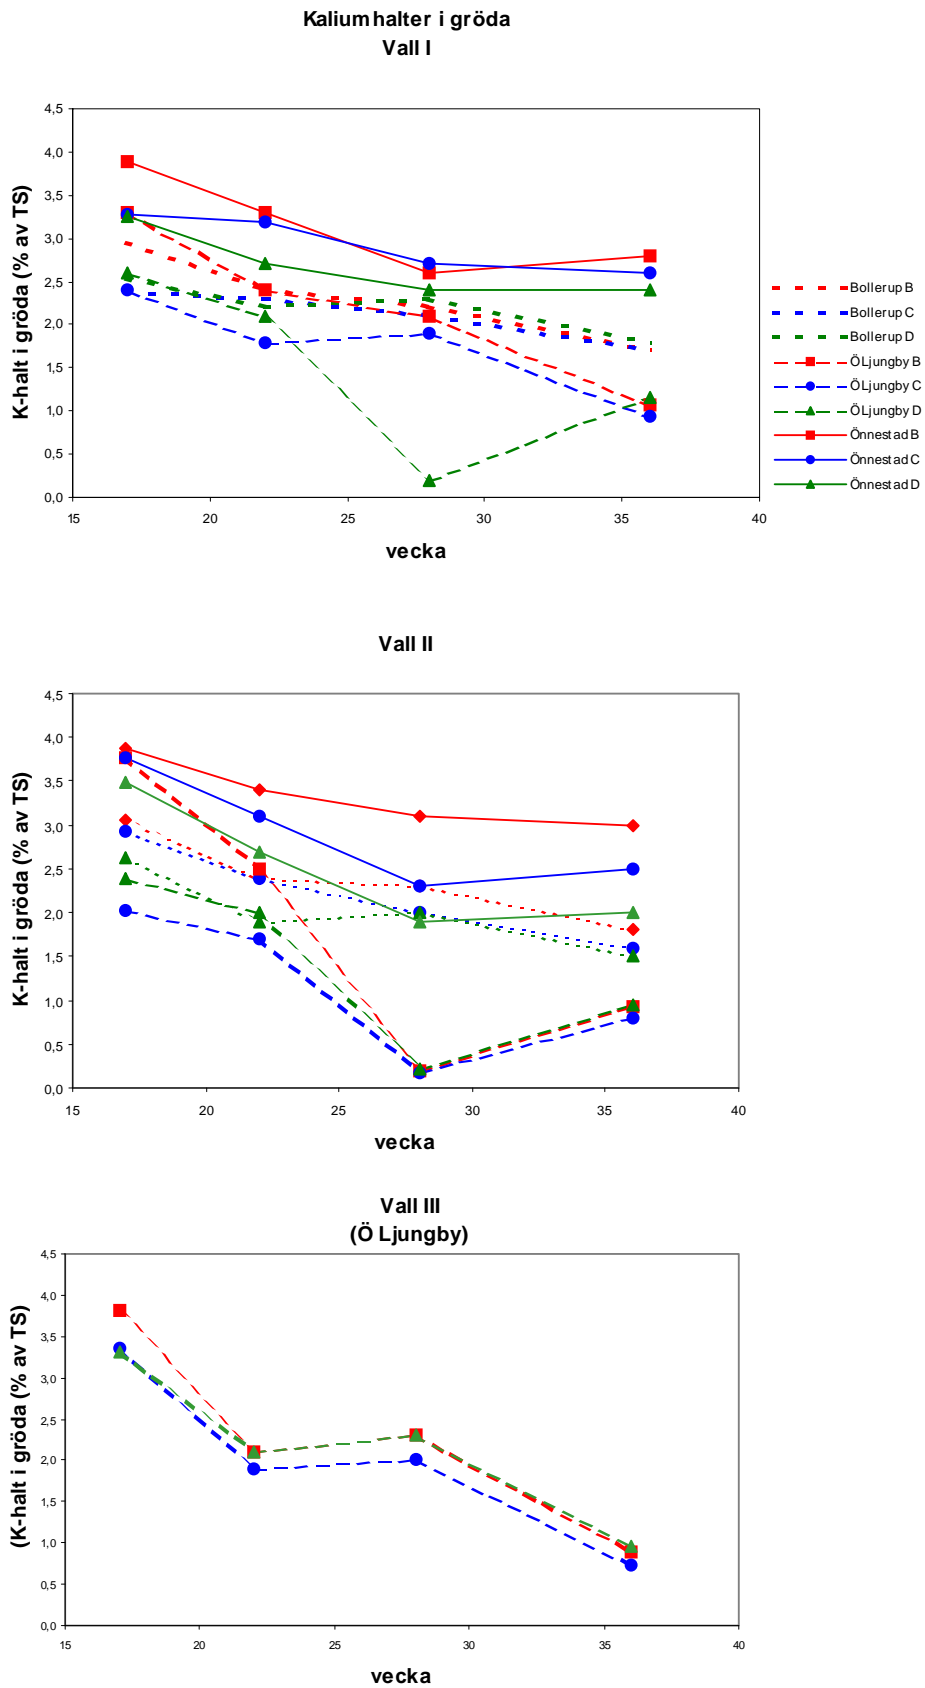 Kaliumhalter i gröda
Vall I
K-halt i gröda (% av TS)
4,5
4,0
3,5
3,0
2,5
2,0
1,5
1,0
0,5
0,0
15 20 25 30 35 40
vecka
Bollerup B
Bollerup C
Bollerup D
Ö Ljungby B
Ö Ljungby C
Ö Ljungby D
Önnestad B
Önnestad C
Önnestad D
Vall II
K-halt i gröda (% av TS)
4,5
4,0
3,5
3,0
2,5
2,0
1,5
1,0
0,5
0,0
15 20 25 30 35 40
vecka
Vall III
(Ö Ljungby)
(K-halt i gröda (% av TS)
4,5
4,0
3,5
3,0
2,5
2,0
1,5
1,0
0,5
0,0
15 20 25 30 35 40
vecka